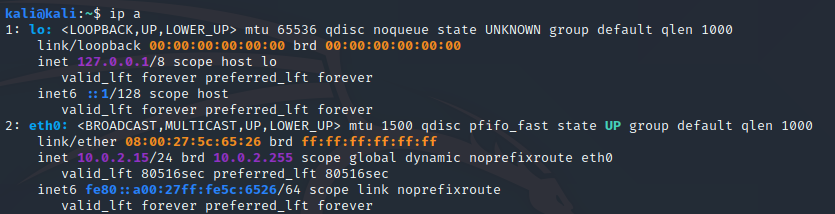 kali@kali:~$ ip a
1: lo: <LOOPBACK,UP,LOWER_UP> mtu 65536 qdisc noqueue state UNKNOWN group default qlen 1000
    link/loopback 00:00:00:00:00:00 brd 00:00:00:00:00:00
    inet 127.0.0.1/8 scope host lo
       valid_lft forever preferred_lft forever
    inet6 ::1/128 scope host
       valid_lft forever preferred_lft forever
2: eth0: <BROADCAST,MULTICAST,UP,LOWER_UP> mtu 1500 qdisc pfifo_fast state UP group default qlen 1000
    link/ether 08:00:27:5c:65:26 brd ff:ff:ff:ff:ff:ff
    inet 10.0.2.15/24 brd 10.0.2.255 scope global dynamic noprefixroute eth0
       valid_lft 80516sec preferred_lft 80516sec
    inet6 fe80::a00:27ff:fe5c:6526/64 scope link noprefixroute
       valid_lft forever preferred_lft forever